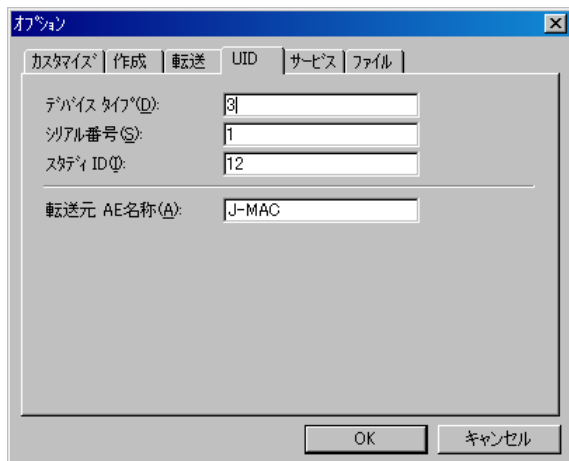 オプション
カスタマイズ 作成 転送 UID サービス ファイル
デバイス タイプ(D): 3
シリアル番号(S): 1
スタディ ID(I): 12
転送元 AE名称(A): J-MAC
OK キャンセル